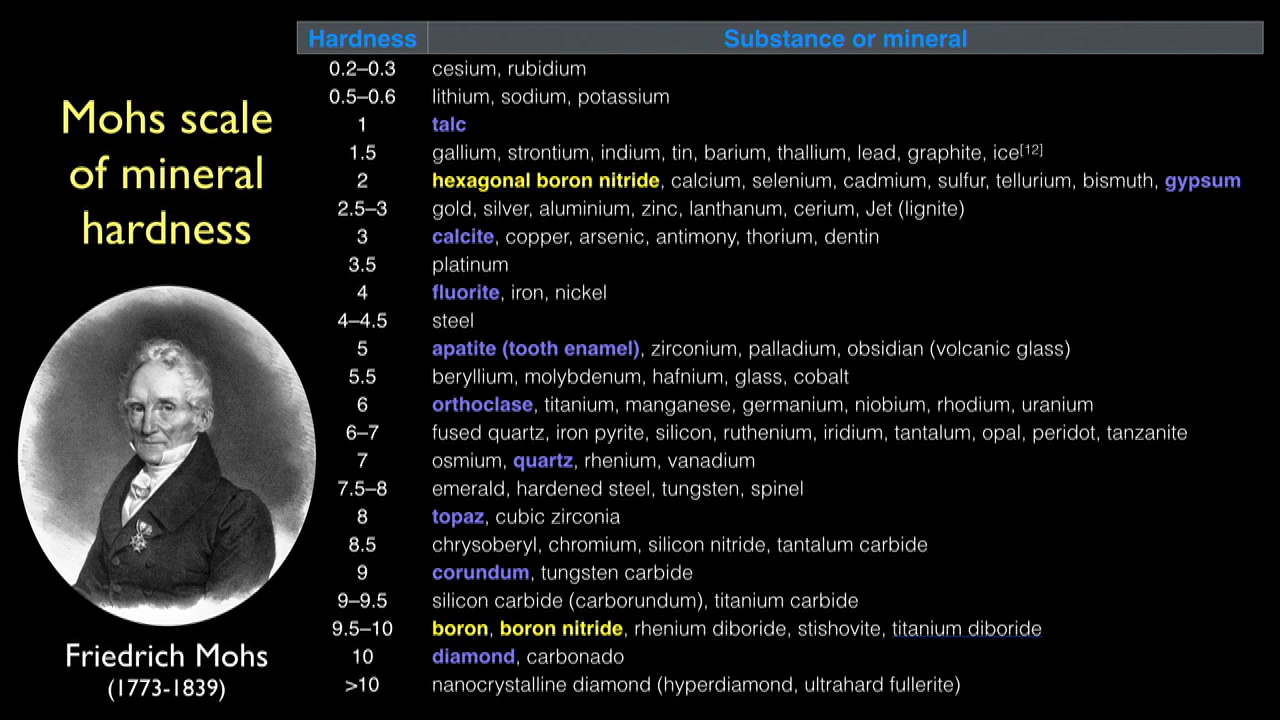 Mohs scale
of mineral
hardness
Friedrich Mohs
(1773-1839)
Hardness Substance or mineral
0.2–0.3 cesium, rubidium
0.5–0.6 lithium, sodium, potassium
1 talc
1.5 gallium, strontium, indium, tin, barium, thallium, lead, graphite, ice[12]
2 hexagonal boron nitride, calcium, selenium, cadmium, sulfur, tellurium, bismuth, gypsum
2.5–3 gold, silver, aluminium, zinc, lanthanum, cerium, Jet (lignite)
3 calcite, copper, arsenic, antimony, thorium, dentin
3.5 platinum
4 fluorite, iron, nickel
4–4.5 steel
5 apatite (tooth enamel), zirconium, palladium, obsidian (volcanic glass)
5.5 beryllium, molybdenum, hafnium, glass, cobalt
6 orthoclase, titanium, manganese, germanium, niobium, rhodium, uranium
6–7 fused quartz, iron pyrite, silicon, ruthenium, iridium, tantalum, opal, peridot, tanzanite
7 osmium, quartz, rhenium, vanadium
7.5–8 emerald, hardened steel, tungsten, spinel
8 topaz, cubic zirconia
8.5 chrysoberyl, chromium, silicon nitride, tantalum carbide
9 corundum, tungsten carbide
9–9.5 silicon carbide (carborundum), titanium carbide
9.5–10 boron, boron nitride, rhenium diboride, stishovite, titanium diboride
10 diamond, carbonado
>10 nanocrystalline diamond (hyperdiamond, ultrahard fullerite)